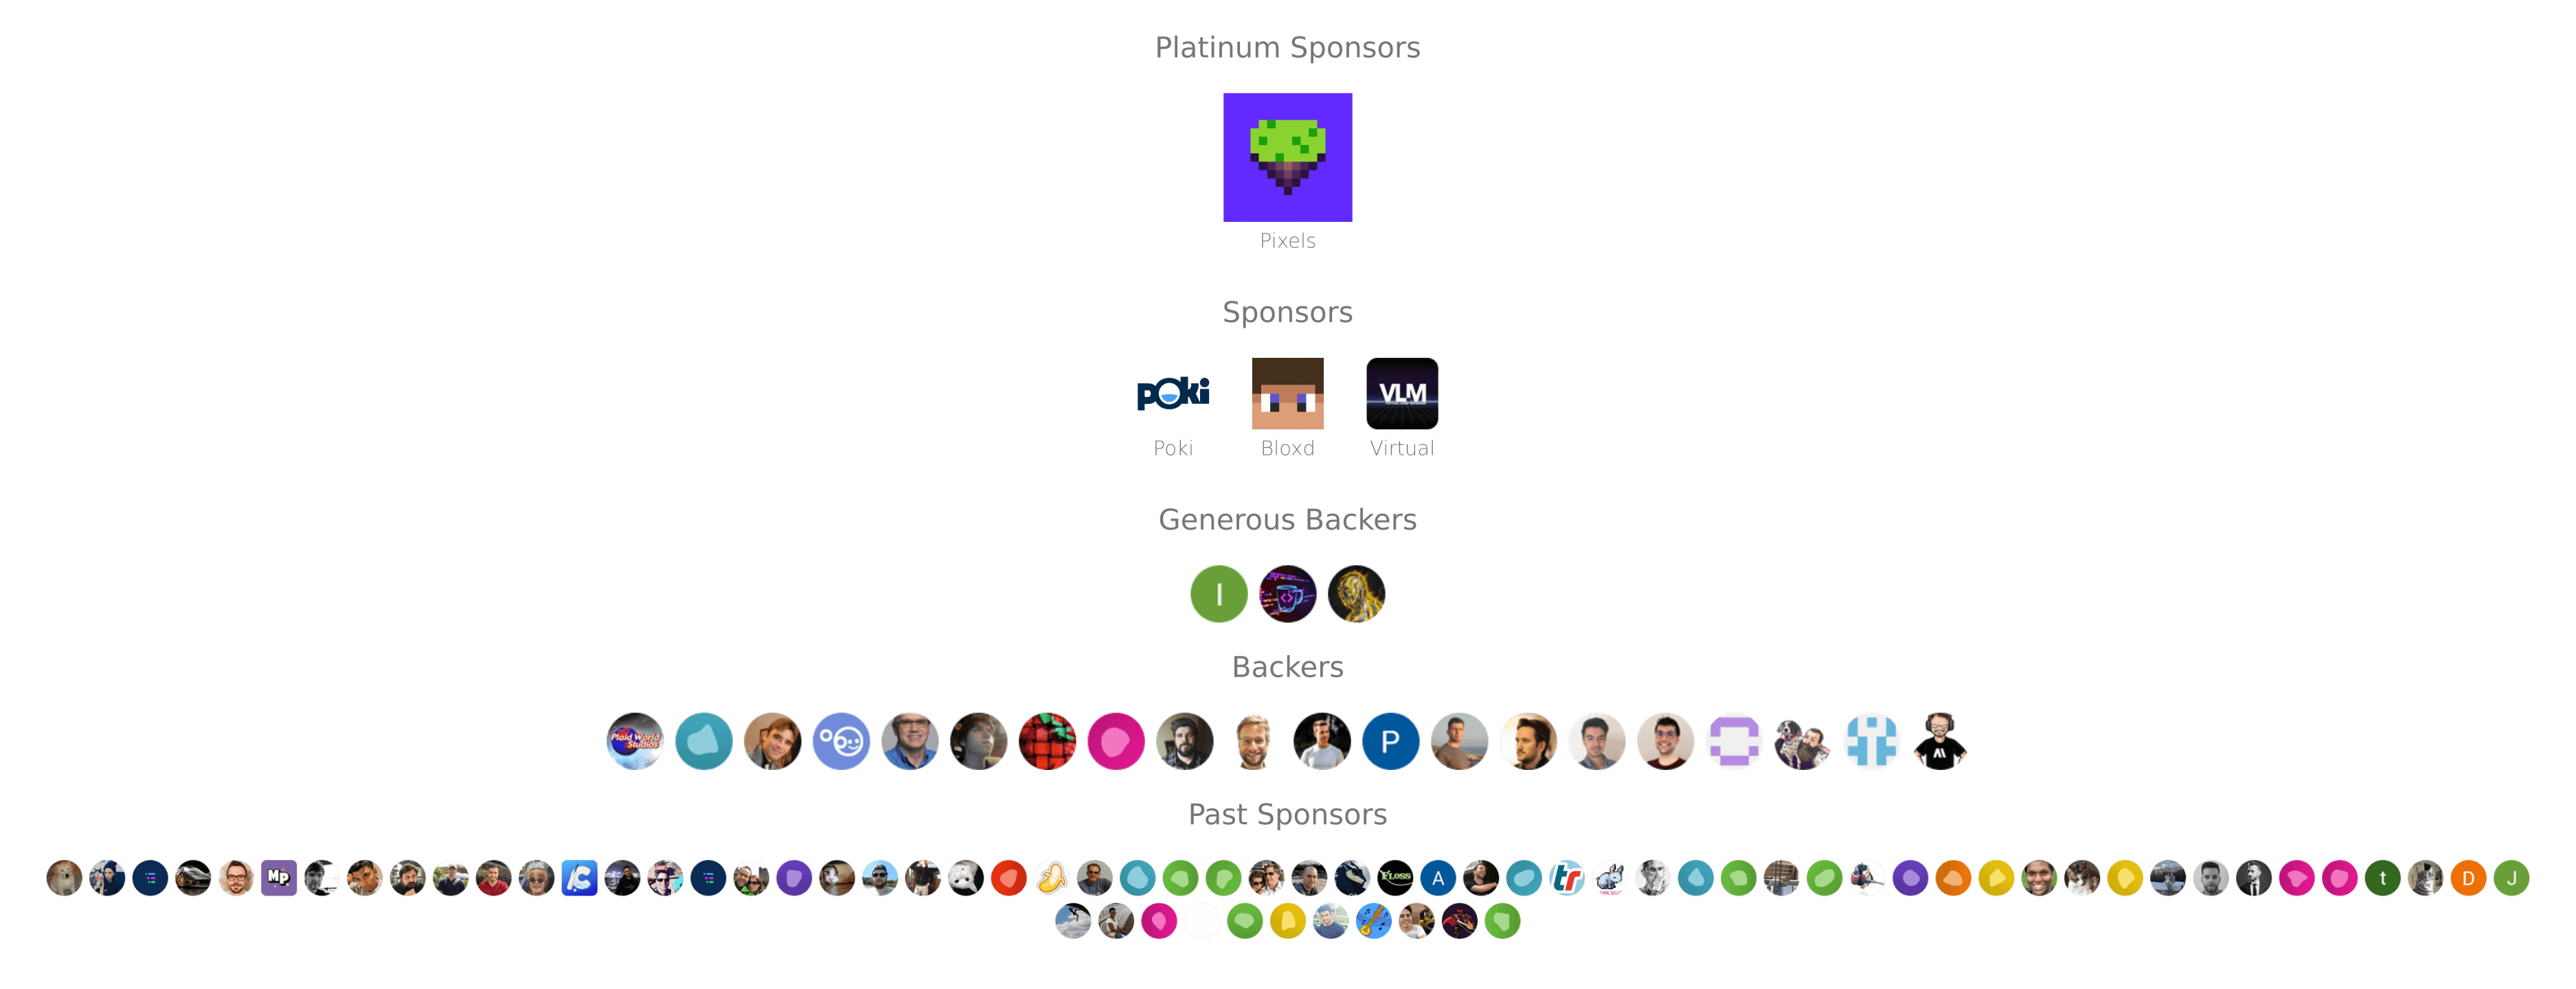 Platinum Sponsors
Pixels
Sponsors
poki
VLM
Poki Bloxd Virtual
Generous Backers
I
Backers
Plaid World Studios
P
Past Sponsors
MP C FLOSS A tr t D J